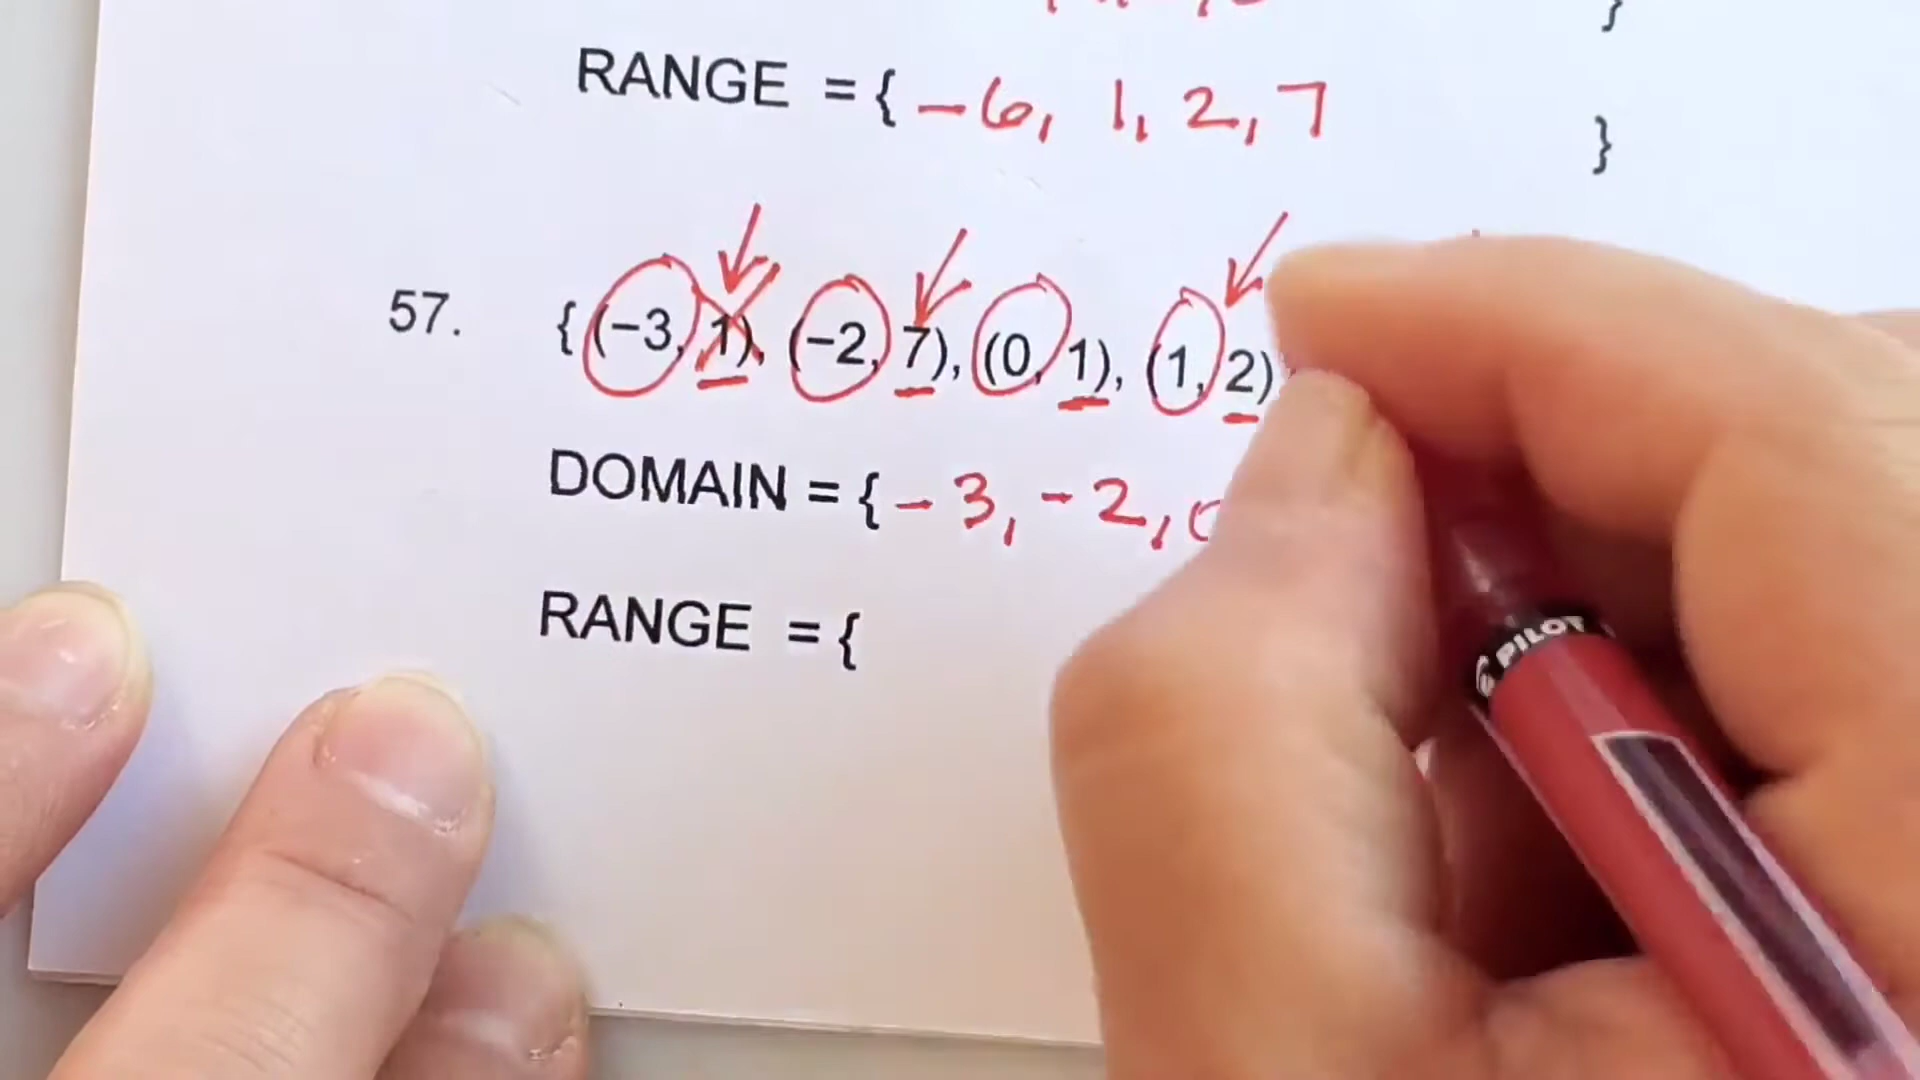 }
RANGE = { -6, 1, 2, 7 }
57. { (-3, 1), (-2, 7), (0, 1), (1, 2)
DOMAIN = { -3, -2,
RANGE = {
PILOT